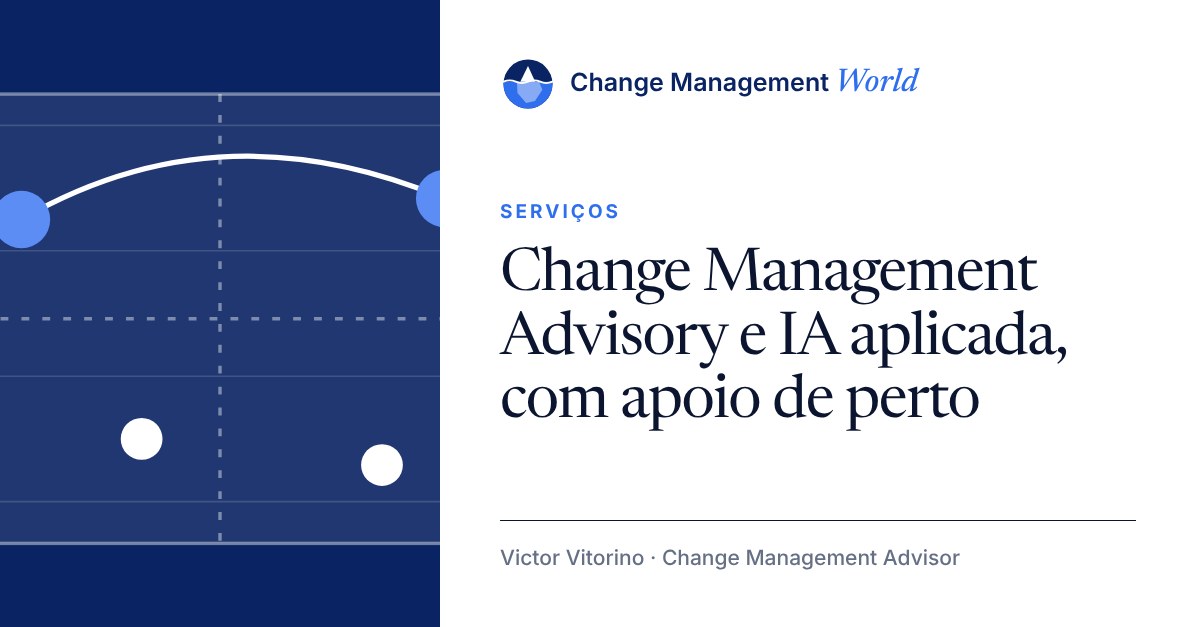 Change Management World
SERVIÇOS
Change Management
Advisory e IA aplicada,
com apoio de perto
Victor Vitorino · Change Management Advisor